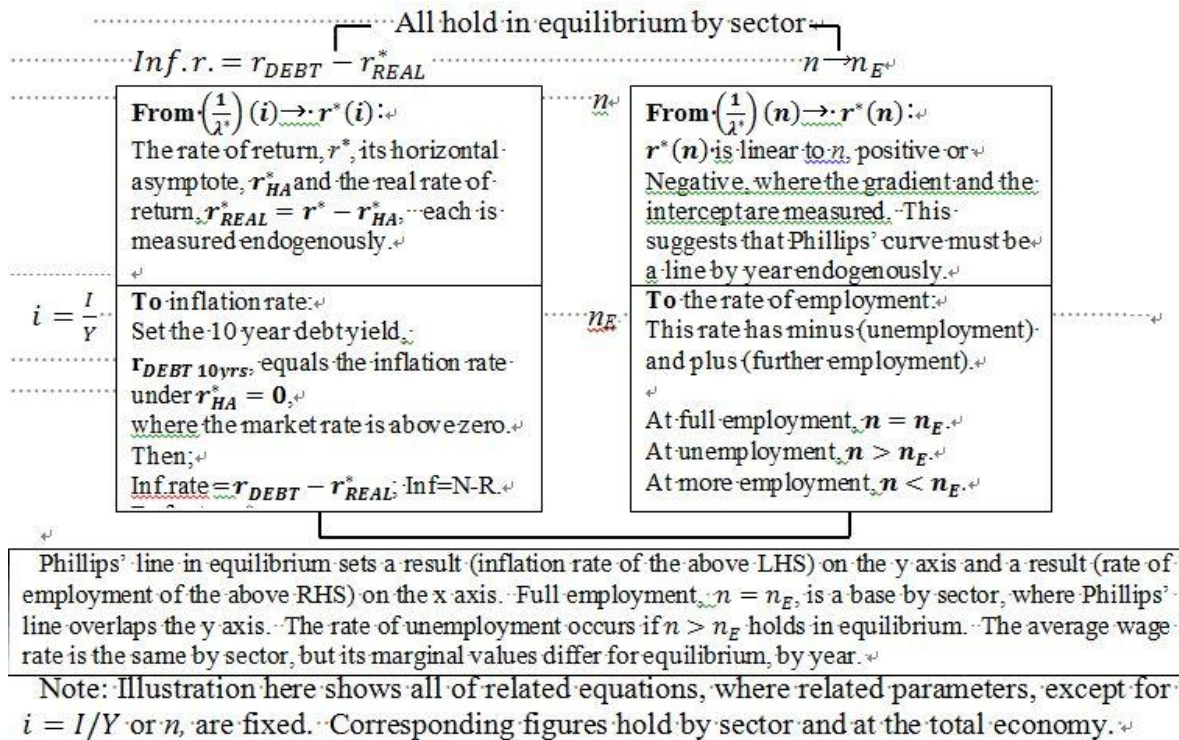 All hold in equilibrium by sector
Inf.r. = r_DEBT − r*_REAL
n → n_E
From (1/λ*) (i) → r*(i):
The rate of return, r*, its horizontal
asymptote, r*_HA and the real rate of
return, r*_REAL = r* − r*_HA, each is
measured endogenously.
i = I/Y
To inflation rate:
Set the 10 year debt yield,
r_DEBT 10yrs, equals the inflation rate
under r*_HA = 0,
where the market rate is above zero.
Then;
Inf.rate = r_DEBT − r*_REAL; Inf=N-R.
n
From (1/λ*) (n) → r*(n):
r*(n) is linear to n, positive or
Negative, where the gradient and the
intercept are measured. This
suggests that Phillips' curve must be
a line by year endogenously.
n_E
To the rate of employment:
This rate has minus (unemployment)
and plus (further employment).
At full employment, n = n_E.
At unemployment, n > n_E.
At more employment, n < n_E.
Phillips' line in equilibrium sets a result (inflation rate of the above LHS) on the y axis and a result (rate of
employment of the above RHS) on the x axis. Full employment, n = n_E, is a base by sector, where Phillips'
line overlaps the y axis. The rate of unemployment occurs if n > n_E holds in equilibrium. The average wage
rate is the same by sector, but its marginal values differ for equilibrium, by year.
Note: Illustration here shows all of related equations, where related parameters, except for
i = I/Y or n, are fixed. Corresponding figures hold by sector and at the total economy.